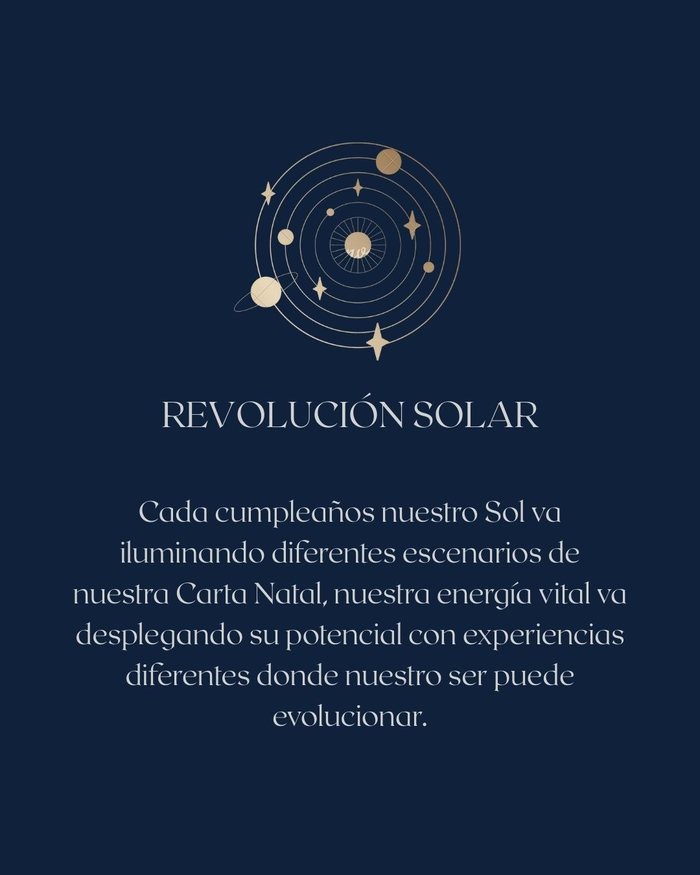 REVOLUCIÓN SOLAR
Cada cumpleaños nuestro Sol va
iluminando diferentes escenarios de
nuestra Carta Natal, nuestra energía vital va
desplegando su potencial con experiencias
diferentes donde nuestro ser puede
evolucionar.